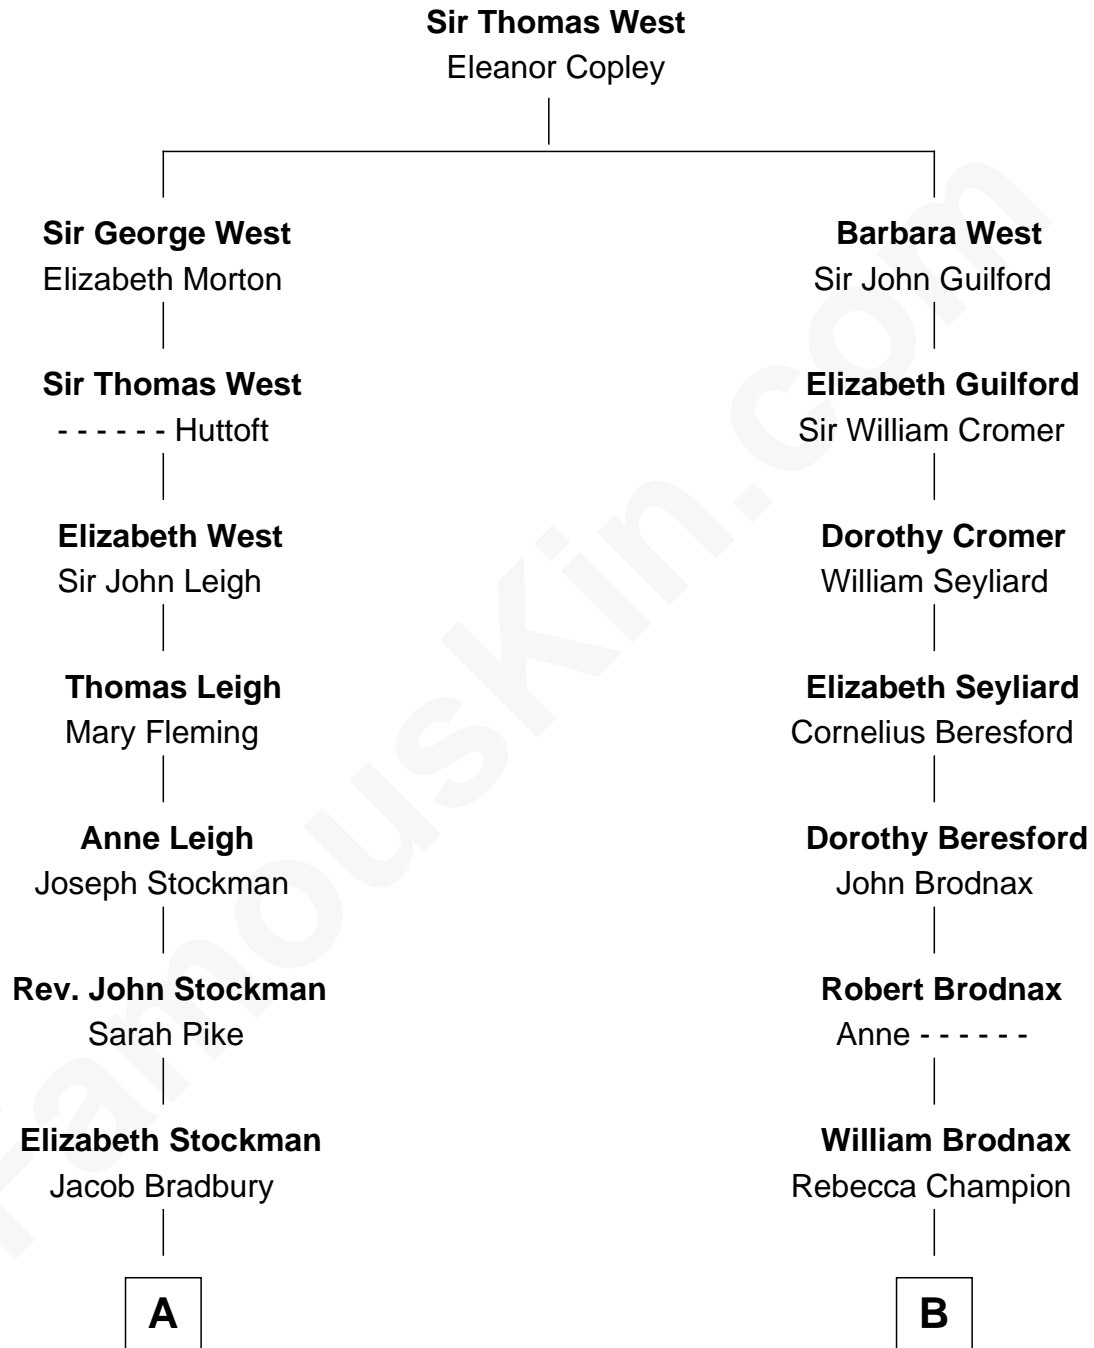 Sir Thomas West
Eleanor Copley
Sir George West
Elizabeth Morton
Barbara West
Sir John Guilford
Sir Thomas West
- - - - - - Huttoft
Elizabeth Guilford
Sir William Cromer
Elizabeth West
Sir John Leigh
Dorothy Cromer
William Seyliard
Thomas Leigh
Mary Fleming
Elizabeth Seyliard
Cornelius Beresford
Anne Leigh
Joseph Stockman
Dorothy Beresford
John Brodnax
Rev. John Stockman
Sarah Pike
Robert Brodnax
Anne - - - - - -
Elizabeth Stockman
Jacob Bradbury
William Brodnax
Rebecca Champion
A
B
FamousKin.com